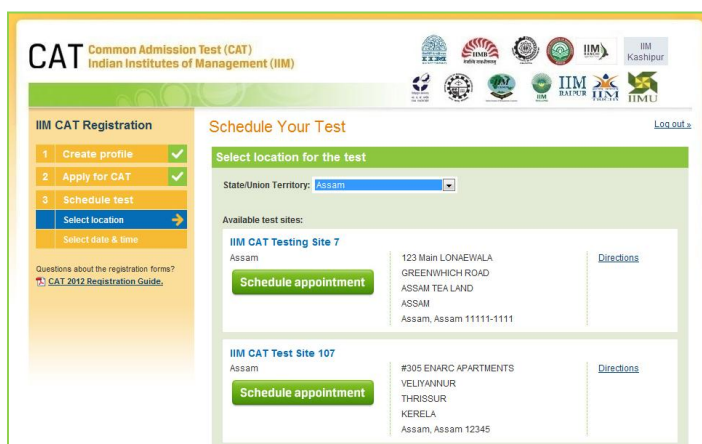 CAT Common Admission Test (CAT)
Indian Institutes of Management (IIM)
IIMB
IIM
IIM
Kashipur
IIM
IIM
RAIPUR
IIM
IIMU
IIM CAT Registration
1 Create profile
2 Apply for CAT
3 Schedule test
Select location
Select date & time
Questions about the registration forms?
CAT 2012 Registration Guide.
Schedule Your Test
Log out »
Select location for the test
State/Union Territory: Assam
Available test sites:
IIM CAT Testing Site 7
Assam
Schedule appointment
123 Main LONAEWALA
GREENWHICH ROAD
ASSAM TEA LAND
ASSAM
Assam, Assam 11111-1111
Directions
IIM CAT Test Site 107
Assam
Schedule appointment
#305 ENARC APARTMENTS
VELIYANNUR
THRISSUR
KERELA
Assam, Assam 12345
Directions